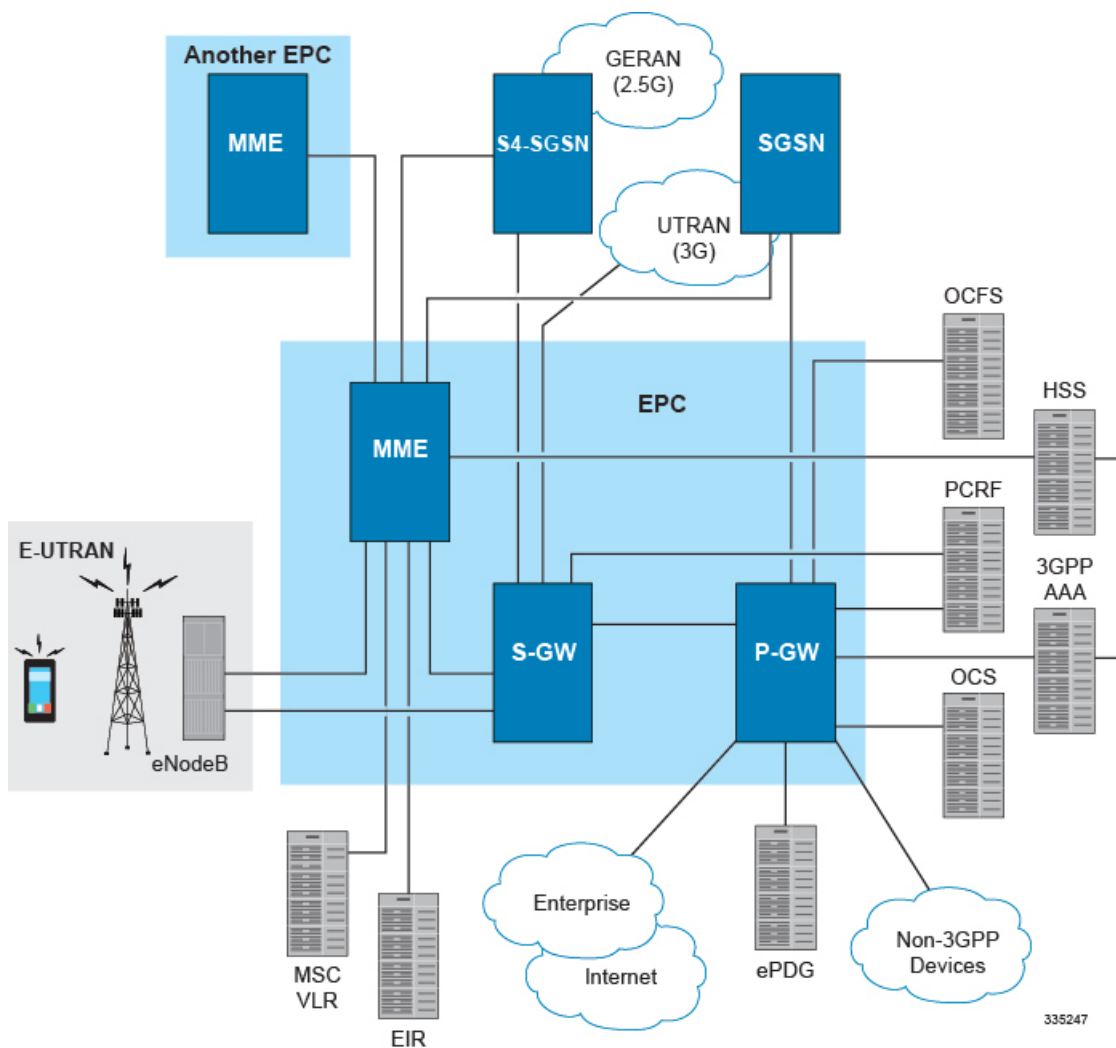 Another EPC
MME
GERAN
(2.5G)
S4-SGSN
SGSN
UTRAN
(3G)
OCFS
HSS
EPC
MME
PCRF
E-UTRAN
3GPP
AAA
S-GW
P-GW
OCS
eNodeB
Enterprise
Internet
ePDG
Non-3GPP
Devices
MSC
VLR
EIR
335247